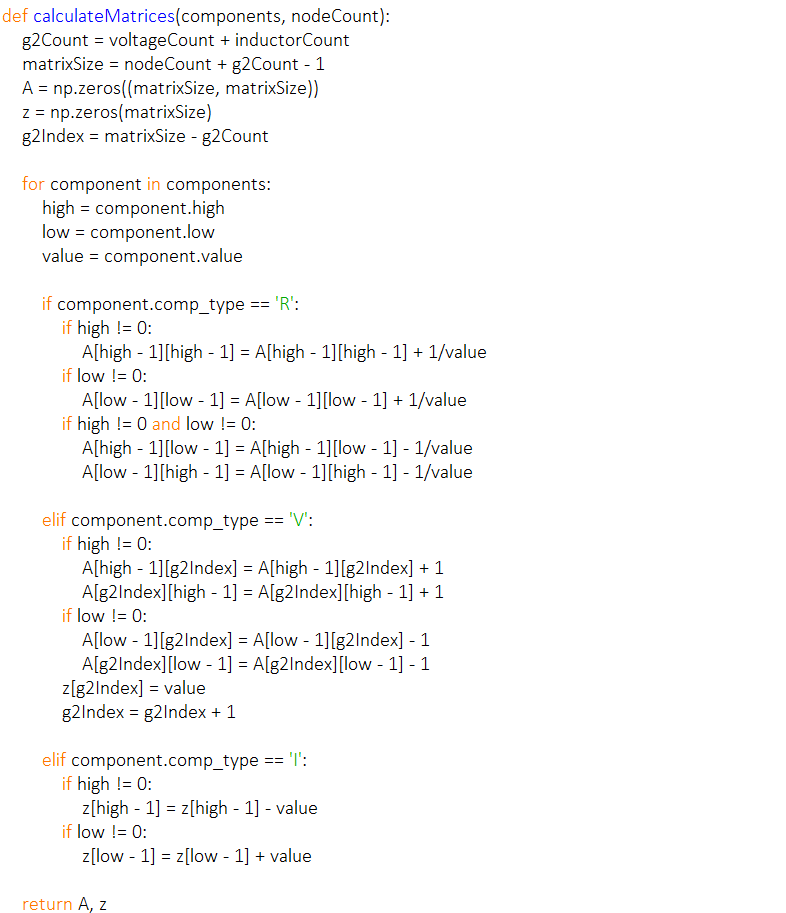 def calculateMatrices(components, nodeCount):
    g2Count = voltageCount + inductorCount
    matrixSize = nodeCount + g2Count - 1
    A = np.zeros((matrixSize, matrixSize))
    z = np.zeros(matrixSize)
    g2Index = matrixSize - g2Count

    for component in components:
        high = component.high
        low = component.low
        value = component.value

        if component.comp_type == 'R':
            if high != 0:
                A[high - 1][high - 1] = A[high - 1][high - 1] + 1/value
            if low != 0:
                A[low - 1][low - 1] = A[low - 1][low - 1] + 1/value
            if high != 0 and low != 0:
                A[high - 1][low - 1] = A[high - 1][low - 1] - 1/value
                A[low - 1][high - 1] = A[low - 1][high - 1] - 1/value

        elif component.comp_type == 'V':
            if high != 0:
                A[high - 1][g2Index] = A[high - 1][g2Index] + 1
                A[g2Index][high - 1] = A[g2Index][high - 1] + 1
            if low != 0:
                A[low - 1][g2Index] = A[low - 1][g2Index] - 1
                A[g2Index][low - 1] = A[g2Index][low - 1] - 1
            z[g2Index] = value
            g2Index = g2Index + 1

        elif component.comp_type == 'I':
            if high != 0:
                z[high - 1] = z[high - 1] - value
            if low != 0:
                z[low - 1] = z[low - 1] + value

    return A, z